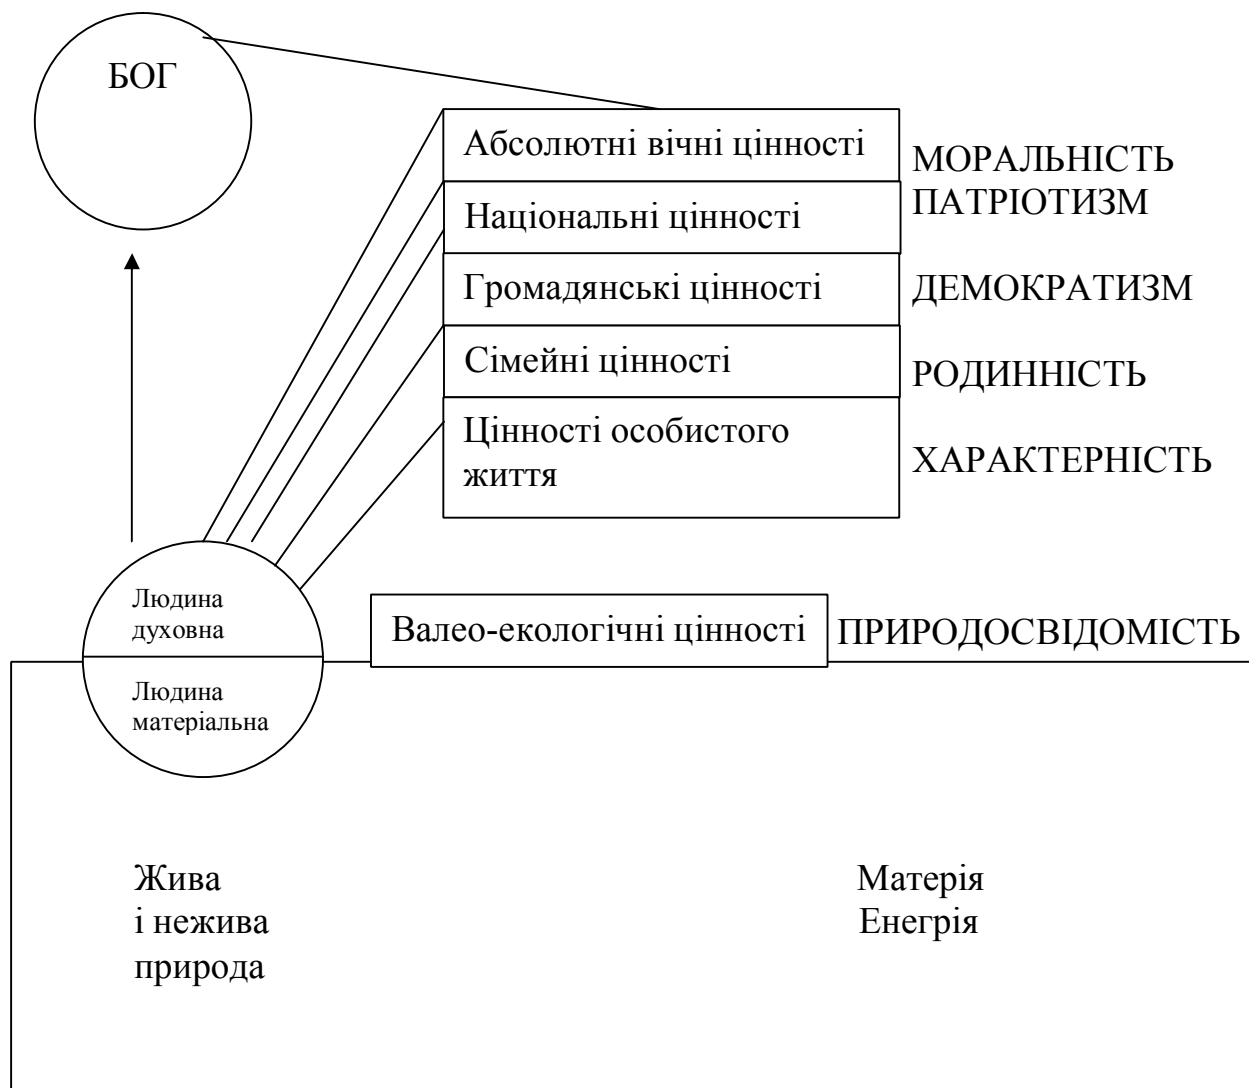 БОГ
Абсолютні вічні цінності
МОРАЛЬНІСТЬ
Національні цінності
ПАТРІОТИЗМ
Громадянські цінності
ДЕМОКРАТИЗМ
Сімейні цінності
РОДИННІСТЬ
Цінності особистого
життя
ХАРАКТЕРНІСТЬ
Людина
духовна
Валео-екологічні цінності
ПРИРОДОСВІДОМІСТЬ
Людина
матеріальна
Жива
і нежива
природа
Матерія
Енегрія